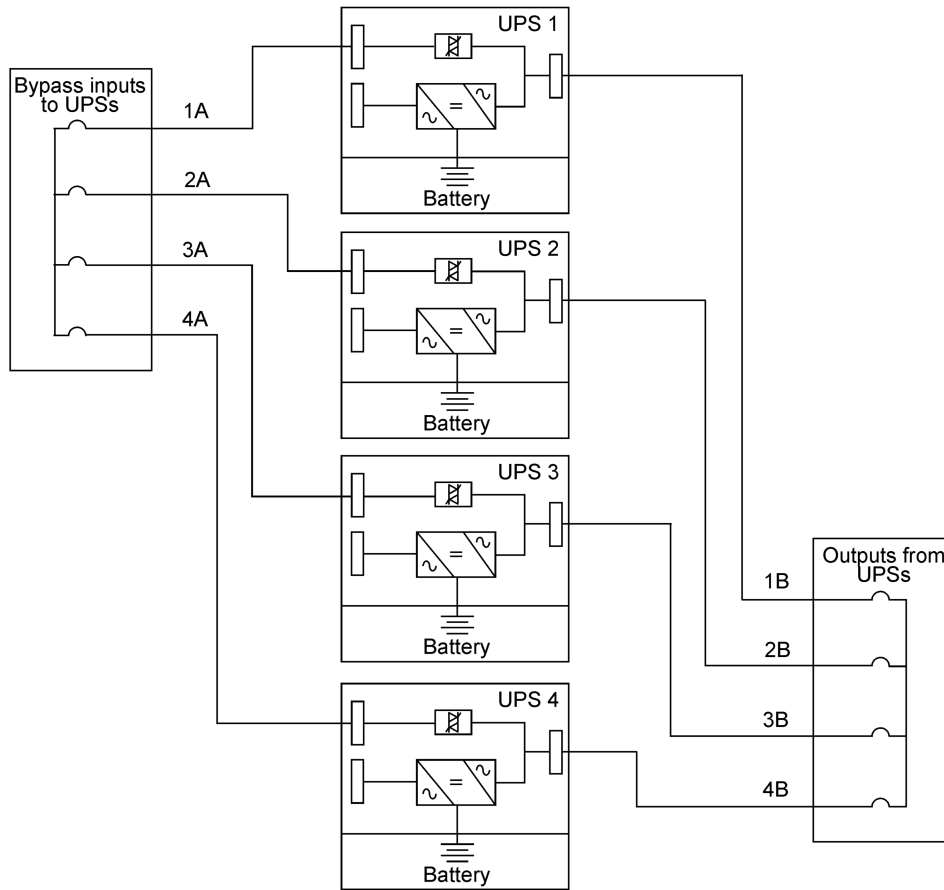 Bypass inputs
to UPSs
1A
2A
3A
4A
UPS 1
Battery
UPS 2
Battery
UPS 3
Battery
UPS 4
Battery
Outputs from
UPSs
1B
2B
3B
4B